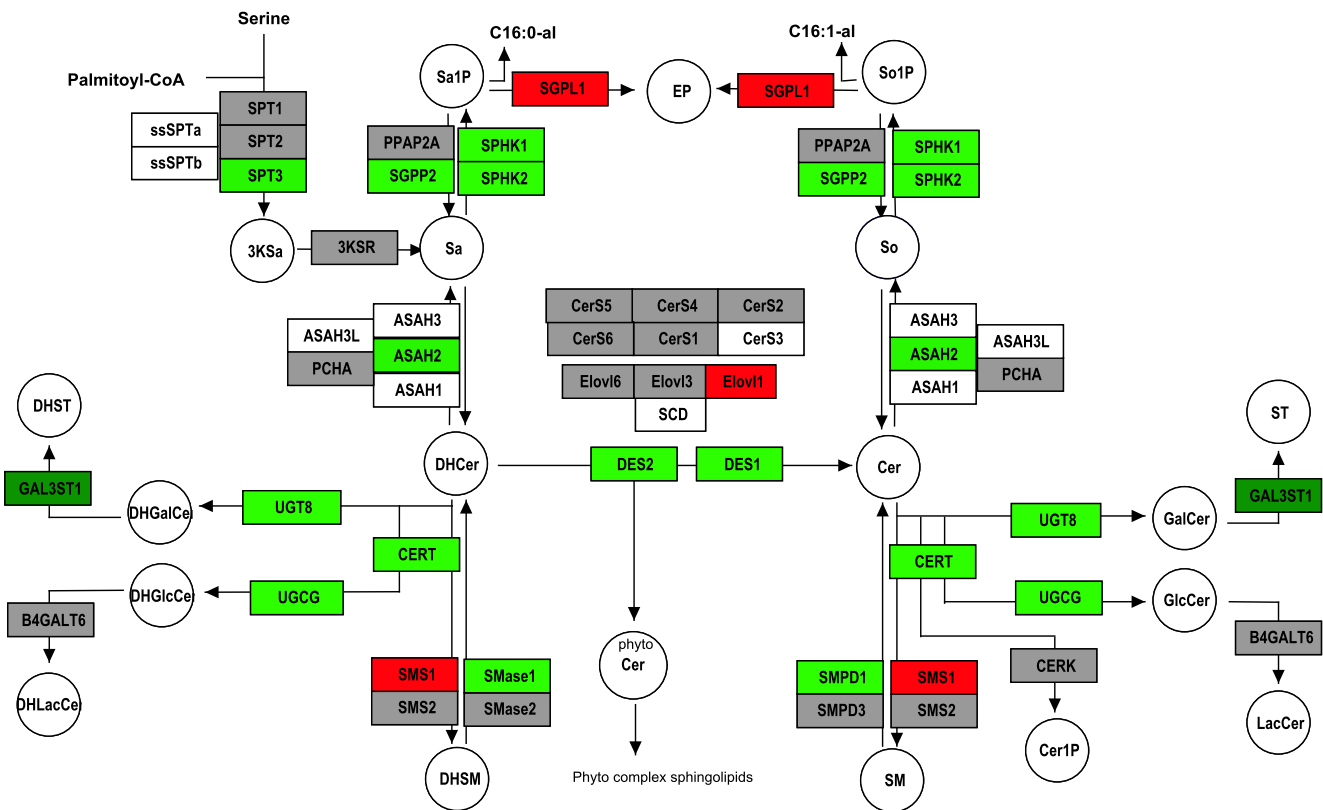 Serine
C16:0-al
C16:1-al
Palmitoyl-CoA
Sa1P
SGPL1
EP
SGPL1
So1P
SPT1
ssSPTa
SPT2
ssSPTb
SPT3
PPAP2A
SPHK1
SGPP2
SPHK2
PPAP2A
SPHK1
SGPP2
SPHK2
3KSa
3KSR
Sa
So
CerS5
CerS4
CerS2
CerS6
CerS1
CerS3
ASAH3
ASAH3L
ASAH2
PCHA
ASAH1
ASAH3
ASAH3L
ASAH2
PCHA
ASAH1
Elovl6
Elovl3
Elovl1
SCD
DHST
ST
DHCer
DES2
DES1
Cer
GAL3ST1
GAL3ST1
DHGalCe
UGT8
UGT8
GalCer
CERT
CERT
DHGlcCe
UGCG
UGCG
GlcCer
B4GALT6
B4GALT6
phyto
Cer
SMS1
SMase1
SMS2
SMase2
SMPD1
SMS1
SMPD3
SMS2
CERK
DHLacCe
LacCer
DHSM
Phyto complex sphingolipids
SM
Cer1P